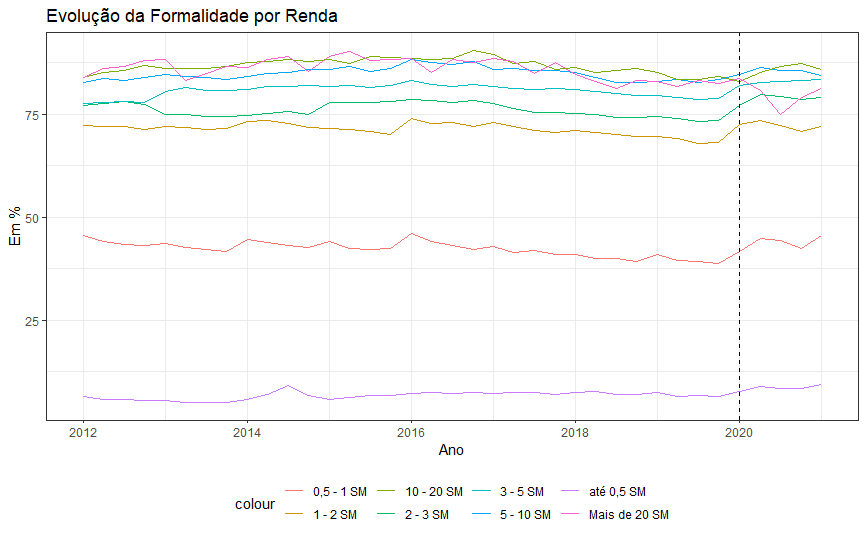 Evolução da Formalidade por Renda
Em %
75
50
25
2012 2014 2016 2018 2020
Ano
colour
0,5 - 1 SM 10 - 20 SM 3 - 5 SM até 0,5 SM
1 - 2 SM 2 - 3 SM 5 - 10 SM Mais de 20 SM